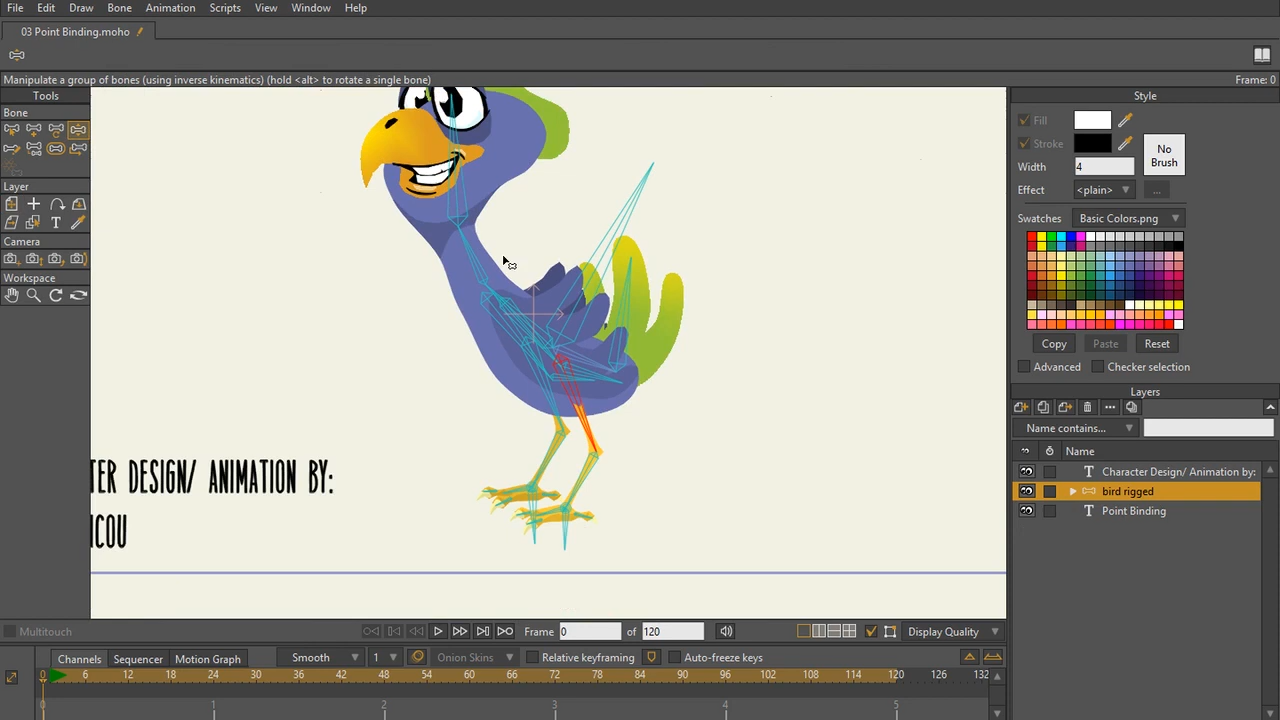 File Edit Draw Bone Animation Scripts View Window Help
03 Point Binding.moho
Manipulate a group of bones (using inverse kinematics) (hold <alt> to rotate a single bone)
Frame: 0
Tools
Bone
Layer
Camera
Workspace
TER DESIGN/ ANIMATION BY:
ICOU
Style
Fill
Stroke
No Brush
Width 4
Effect <plain> ...
Swatches Basic Colors.png
Copy Paste Reset
Advanced Checker selection
Layers
Name contains...
Name
Character Design/ Animation by:
bird rigged
Point Binding
Multitouch
Frame 0 of 120
Display Quality
Channels Sequencer Motion Graph Smooth 1 Onion Skins Relative keyframing Auto-freeze keys
0 6 12 18 24 30 36 42 48 54 60 66 72 78 84 90 96 102 108 114 120 126 132
0 1 2 3 4 5